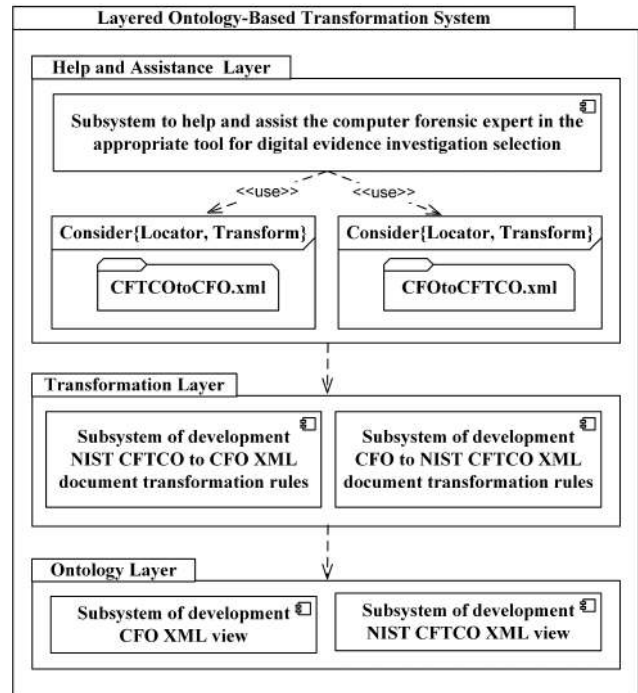 Layered Ontology-Based Transformation System
Help and Assistance Layer
Subsystem to help and assist the computer forensic expert in the
appropriate tool for digital evidence investigation selection
<<use>>
<<use>>
Consider{Locator, Transform}
CFTCOtoCFO.xml
Consider{Locator, Transform}
CFOtoCFTCO.xml
Transformation Layer
Subsystem of development
NIST CFTCO to CFO XML
document transformation rules
Subsystem of development
CFO to NIST CFTCO XML
document transformation rules
Ontology Layer
Subsystem of development
CFO XML view
Subsystem of development
NIST CFTCO XML view